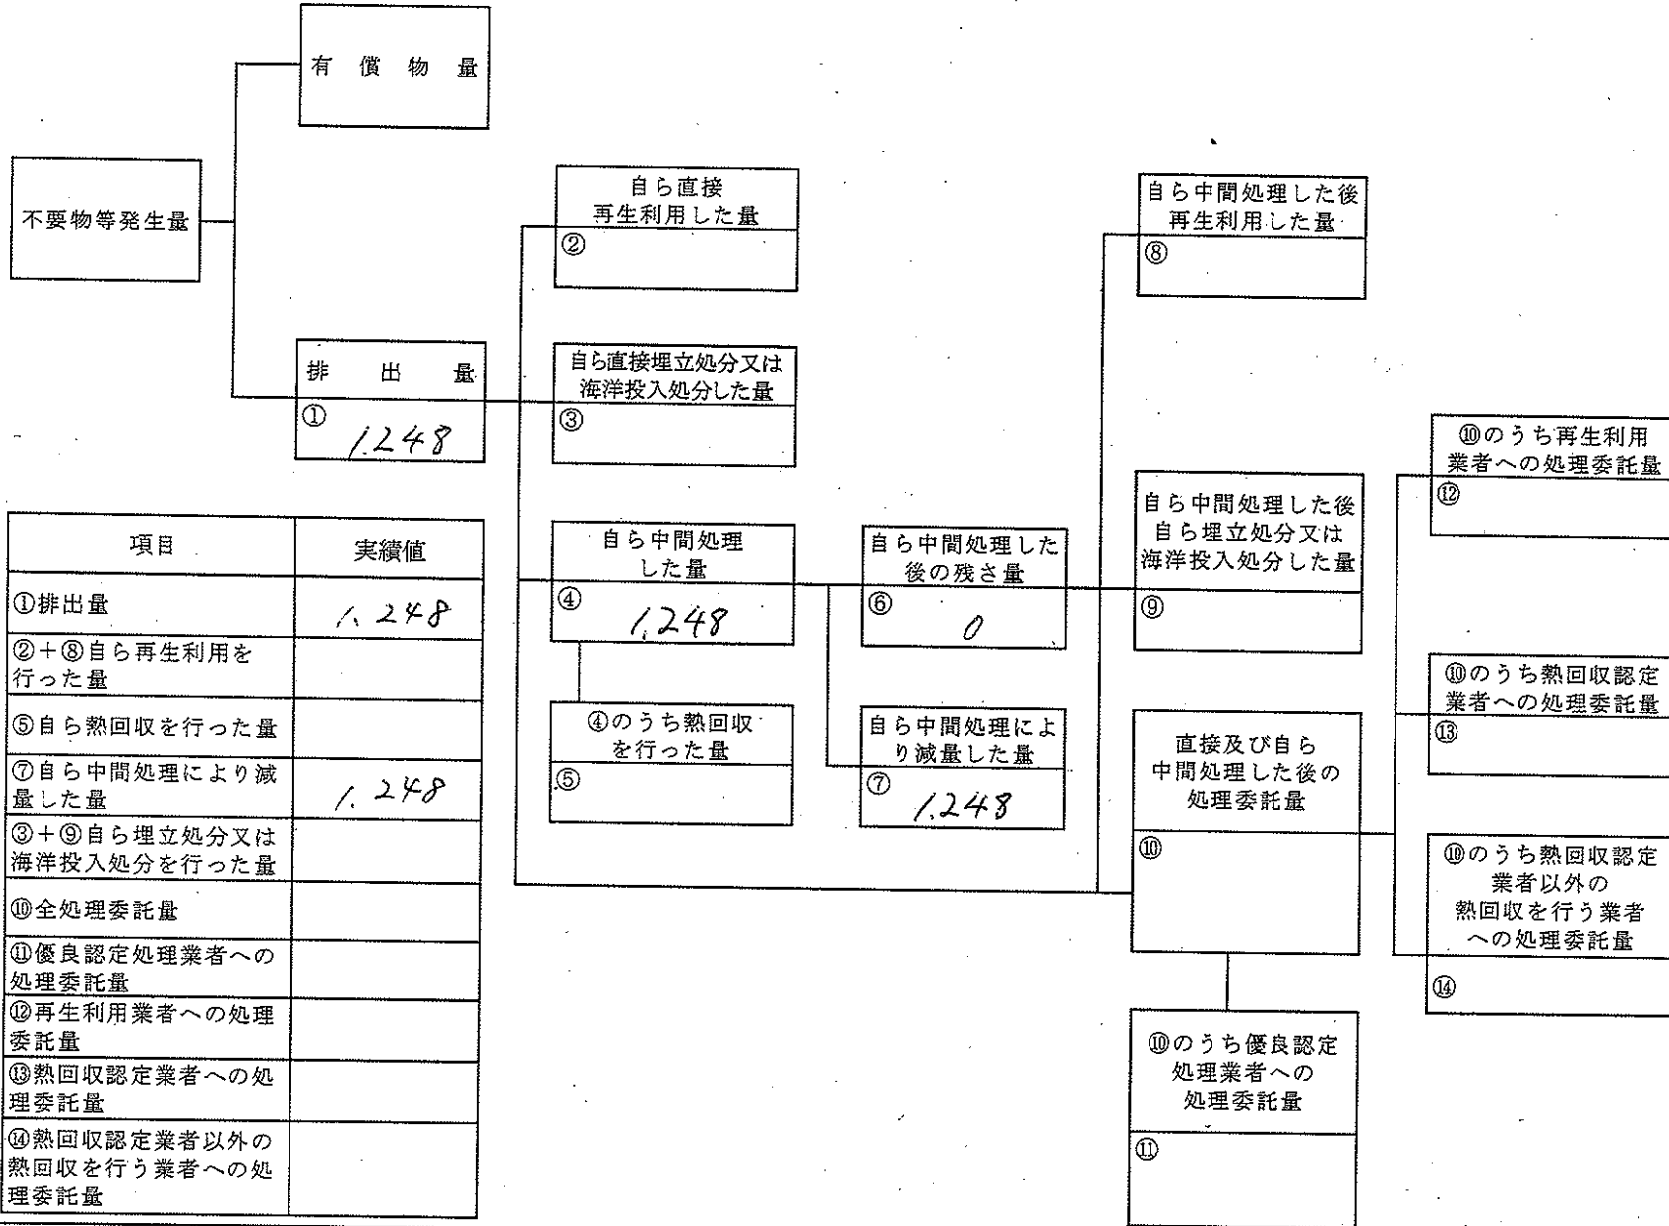 有償物量
不要物等発生量
自ら直接
再生利用した量
②
自ら中間処理した後
再生利用した量
⑧
排出量
①
1.248
自ら直接埋立処分又は
海洋投入処分した量
③
⑩のうち再生利用
業者への処理委託量
⑫
自ら中間処理した後
自ら埋立処分又は
海洋投入処分した量
⑨
自ら中間処理
した量
④
1.248
自ら中間処理した
後の残さ量
⑥
0
④のうち熱回収
を行った量
⑤
自ら中間処理によ
り減量した量
⑦
1.248
直接及び自ら
中間処理した後の
処理委託量
⑩
⑩のうち熱回収認定
業者への処理委託量
⑬
⑩のうち熱回収認定
業者以外の
熱回収を行う業者
への処理委託量
⑭
⑩のうち優良認定
処理業者への
処理委託量
⑪
項目 実績値
①排出量 1.248
②+⑧自ら再生利用を
行った量
⑤自ら熱回収を行った量
⑦自ら中間処理により減
量した量 1.248
③+⑨自ら埋立処分又は
海洋投入処分を行った量
⑩全処理委託量
⑪優良認定処理業者への
処理委託量
⑫再生利用業者への処理
委託量
⑬熱回収認定業者への処
理委託量
⑭熱回収認定業者以外の
熱回収を行う業者への処
理委託量